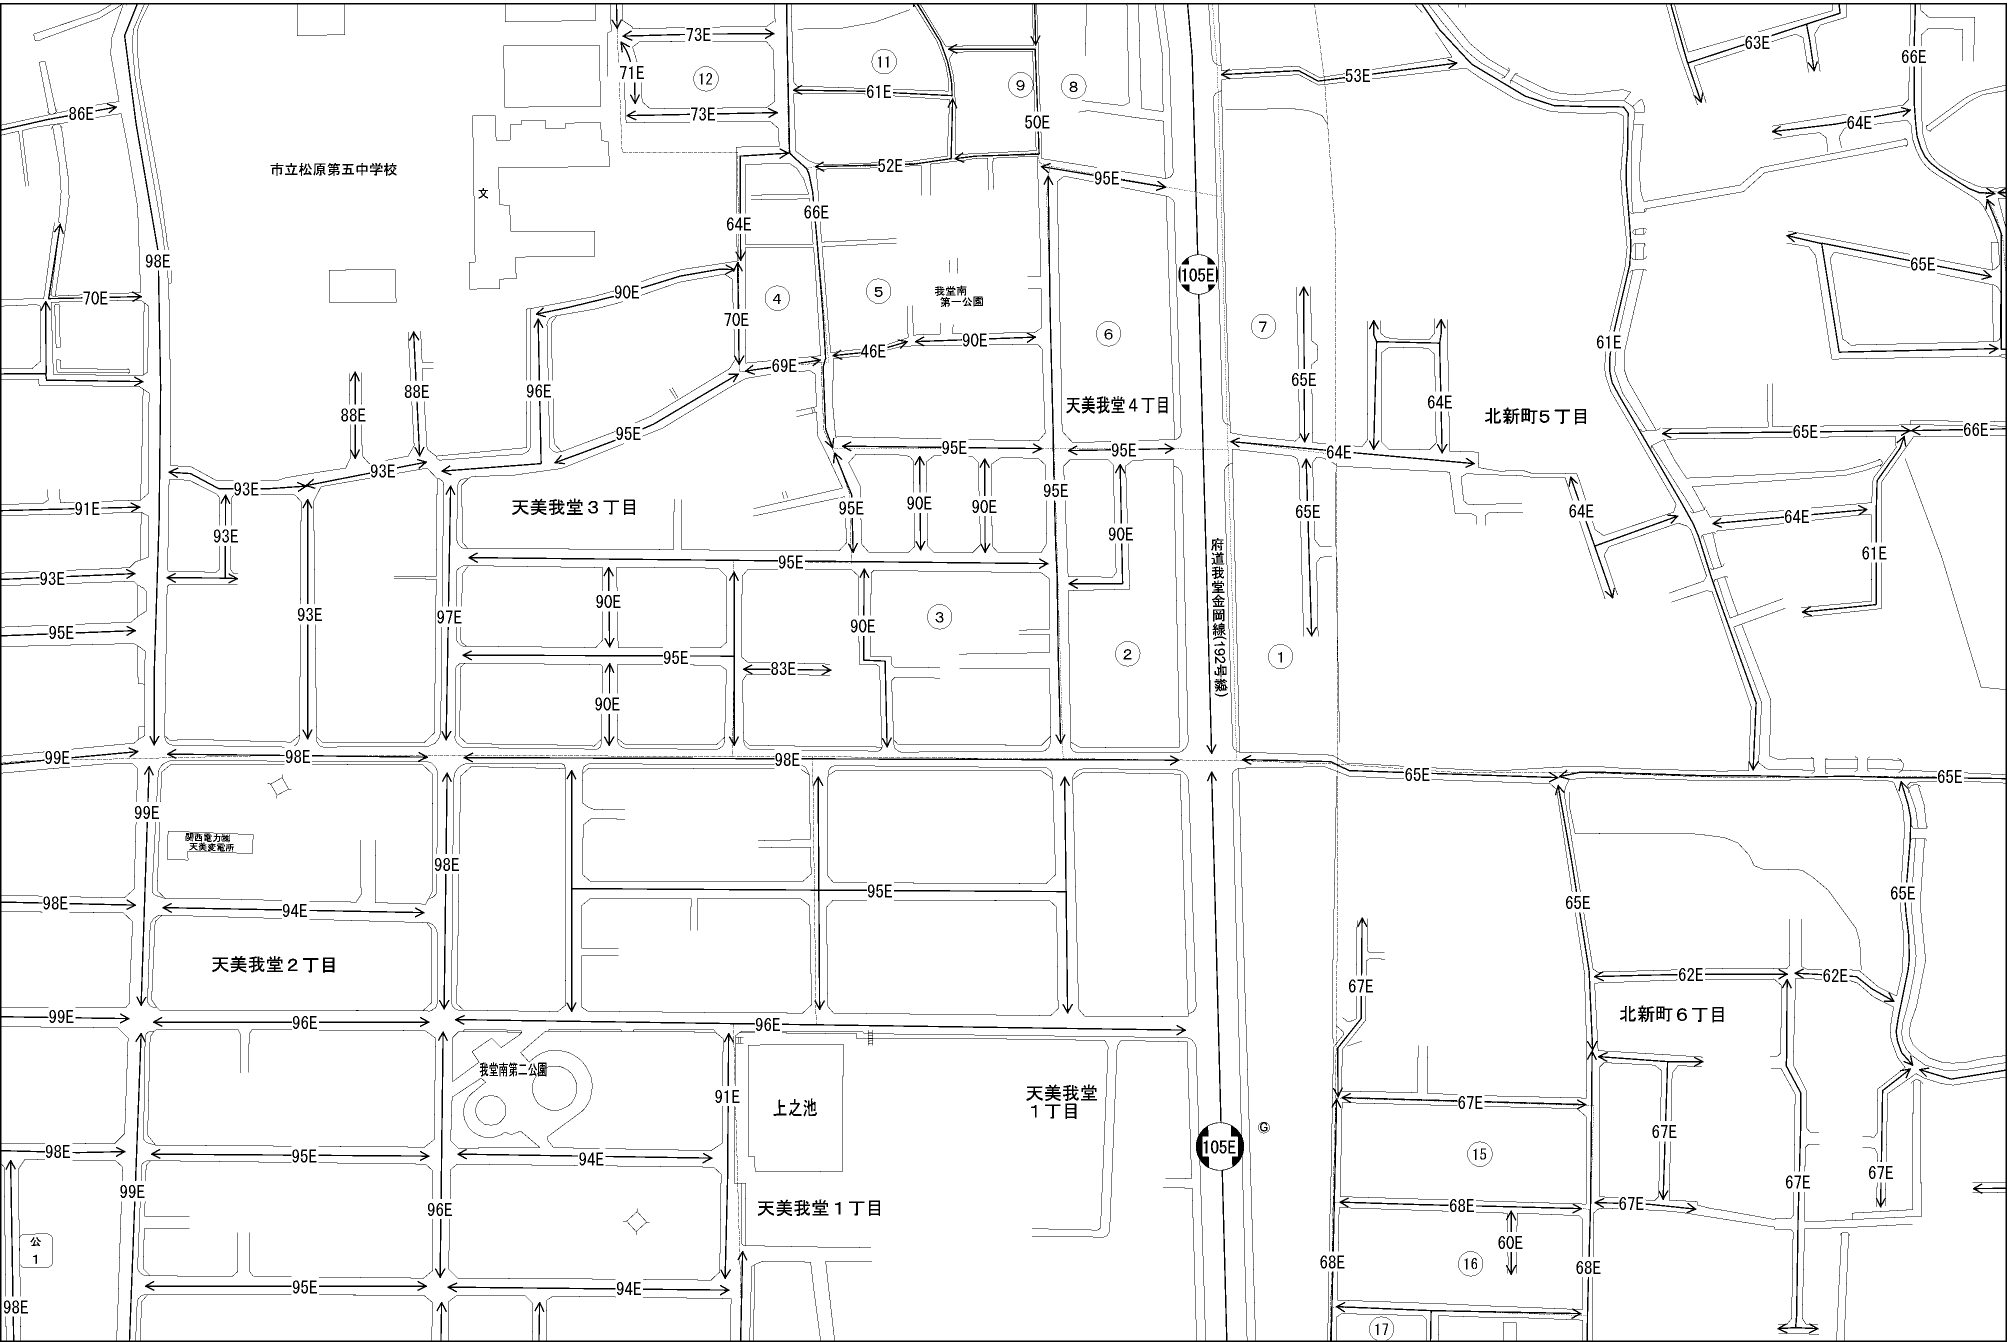 73E
63E
66E
11
12
71E
53E
9
8
61E
86E
73E
50E
64E
市立松原第五中学校
52E
文
95E
66E
64E
98E
105E
65E
90E
4
5
我堂南
第一公園
70E
70E
7
6
90E
61E
46E
69E
65E
96E
88E
64E
天美我堂4丁目
88E
北新町5丁目
95E
65E
66E
95E
95E
64E
93E
93E
95E
天美我堂3丁目
90E
90E
91E
95E
65E
64E
64E
93E
90E
府道我堂金岡線(192号線)
61E
95E
93E
90E
93E
97E
3
90E
95E
95E
2
1
83E
90E
99E
98E
98E
65E
65E
99E
関西電力㈱
天美変電所
98E
95E
65E
98E
94E
65E
天美我堂2丁目
62E
62E
67E
99E
96E
96E
北新町6丁目
我堂南第二公園
91E
上之池
天美我堂
1丁目
67E
G
67E
98E
95E
94E
105E
15
99E
67E
67E
96E
天美我堂1丁目
68E
67E
公
1
60E
68E
16
68E
95E
94E
98E
17